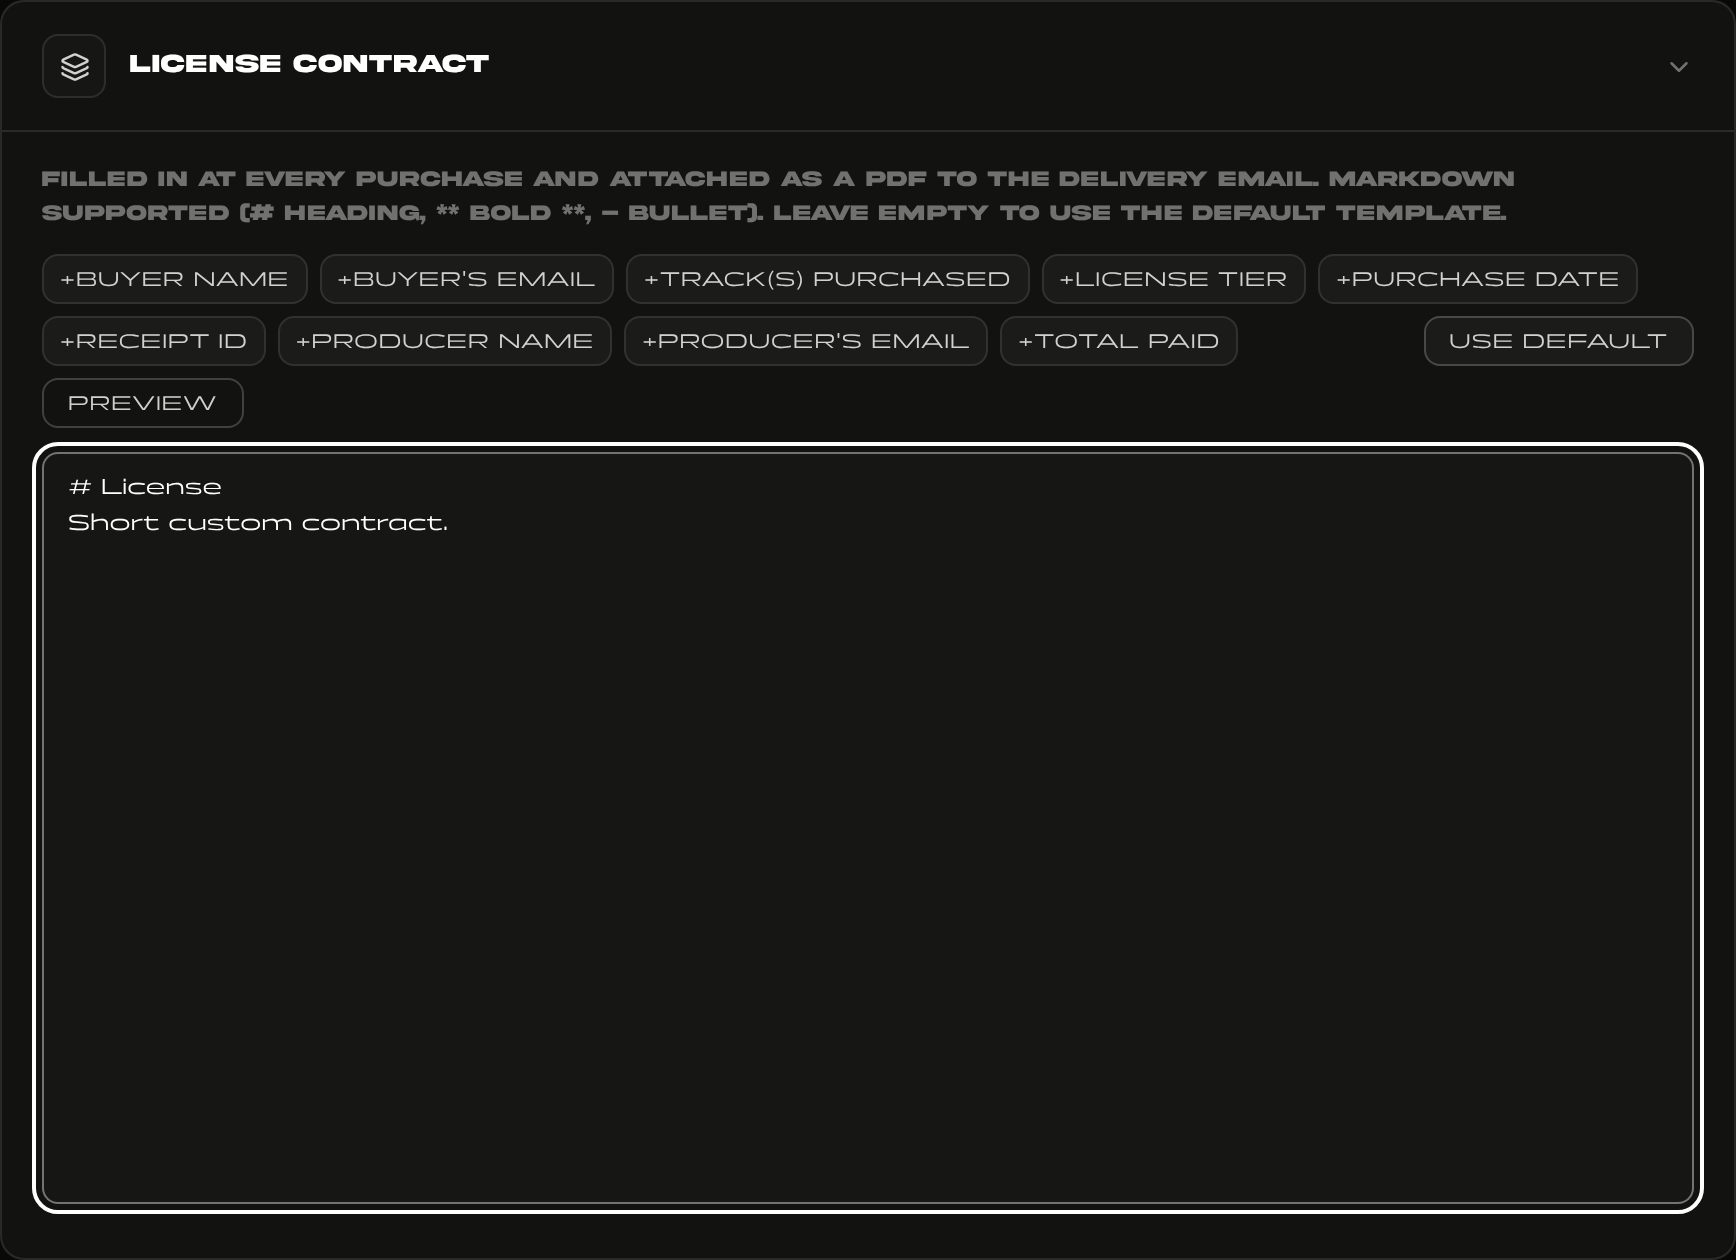 LICENSE CONTRACT
FILLED IN AT EVERY PURCHASE AND ATTACHED AS A PDF TO THE DELIVERY EMAIL. MARKDOWN
SUPPORTED (# HEADING, ** BOLD **, – BULLET). LEAVE EMPTY TO USE THE DEFAULT TEMPLATE.
+BUYER NAME +BUYER'S EMAIL +TRACK(S) PURCHASED +LICENSE TIER +PURCHASE DATE
+RECEIPT ID +PRODUCER NAME +PRODUCER'S EMAIL +TOTAL PAID USE DEFAULT
PREVIEW
# License
Short custom contract.